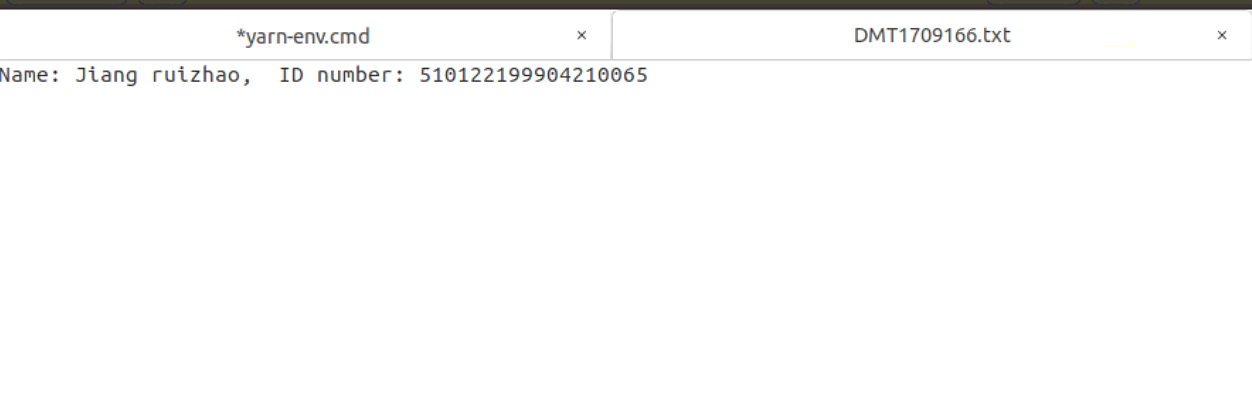 *yarn-env.cmd × DMT1709166.txt ×
Name: Jiang ruizhao,  ID number: 510122199904210065